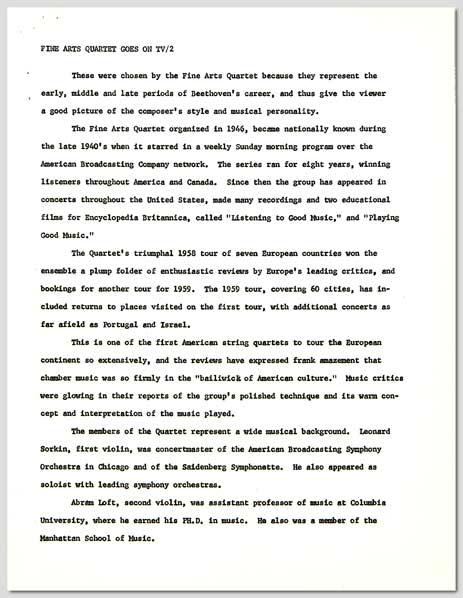 FINE ARTS QUARTET GOES ON TV/2
These were chosen by the Fine Arts Quartet because they represent the
early, middle and late periods of Beethoven's career, and thus give the viewer
a good picture of the composer's style and musical personality.
The Fine Arts Quartet organized in 1946, became nationally known during
the late 1940's when it starred in a weekly Sunday morning program over the
American Broadcasting Company network. The series ran for eight years, winning
listeners throughout America and Canada. Since then the group has appeared in
concerts throughout the United States, made many recordings and two educational
films for Encyclopedia Britannica, called "Listening to Good Music," and "Playing
Good Music."
The Quartet's triumphal 1958 tour of seven European countries won the
ensemble a plump folder of enthusiastic reviews by Europe's leading critics, and
bookings for another tour for 1959. The 1959 tour, covering 60 cities, has in-
cluded returns to places visited on the first tour, with additional concerts as
far afield as Portugal and Israel.
This is one of the first American string quartets to tour the European
continent so extensively, and the reviews have expressed frank amazement that
chamber music was so firmly in the "bailiwick of American culture." Music critics
were glowing in their reports of the group's polished technique and its warm con-
cept and interpretation of the music played.
The members of the Quartet represent a wide musical background. Leonard
Sorkin, first violin, was concertmaster of the American Broadcasting Symphony
Orchestra in Chicago and of the Saidenberg Symphonette. He also appeared as
soloist with leading symphony orchestras.
Abram Loft, second violin, was assistant professor of music at Columbia
University, where he earned his PH.D. in music. He also was a member of the
Manhattan School of Music.